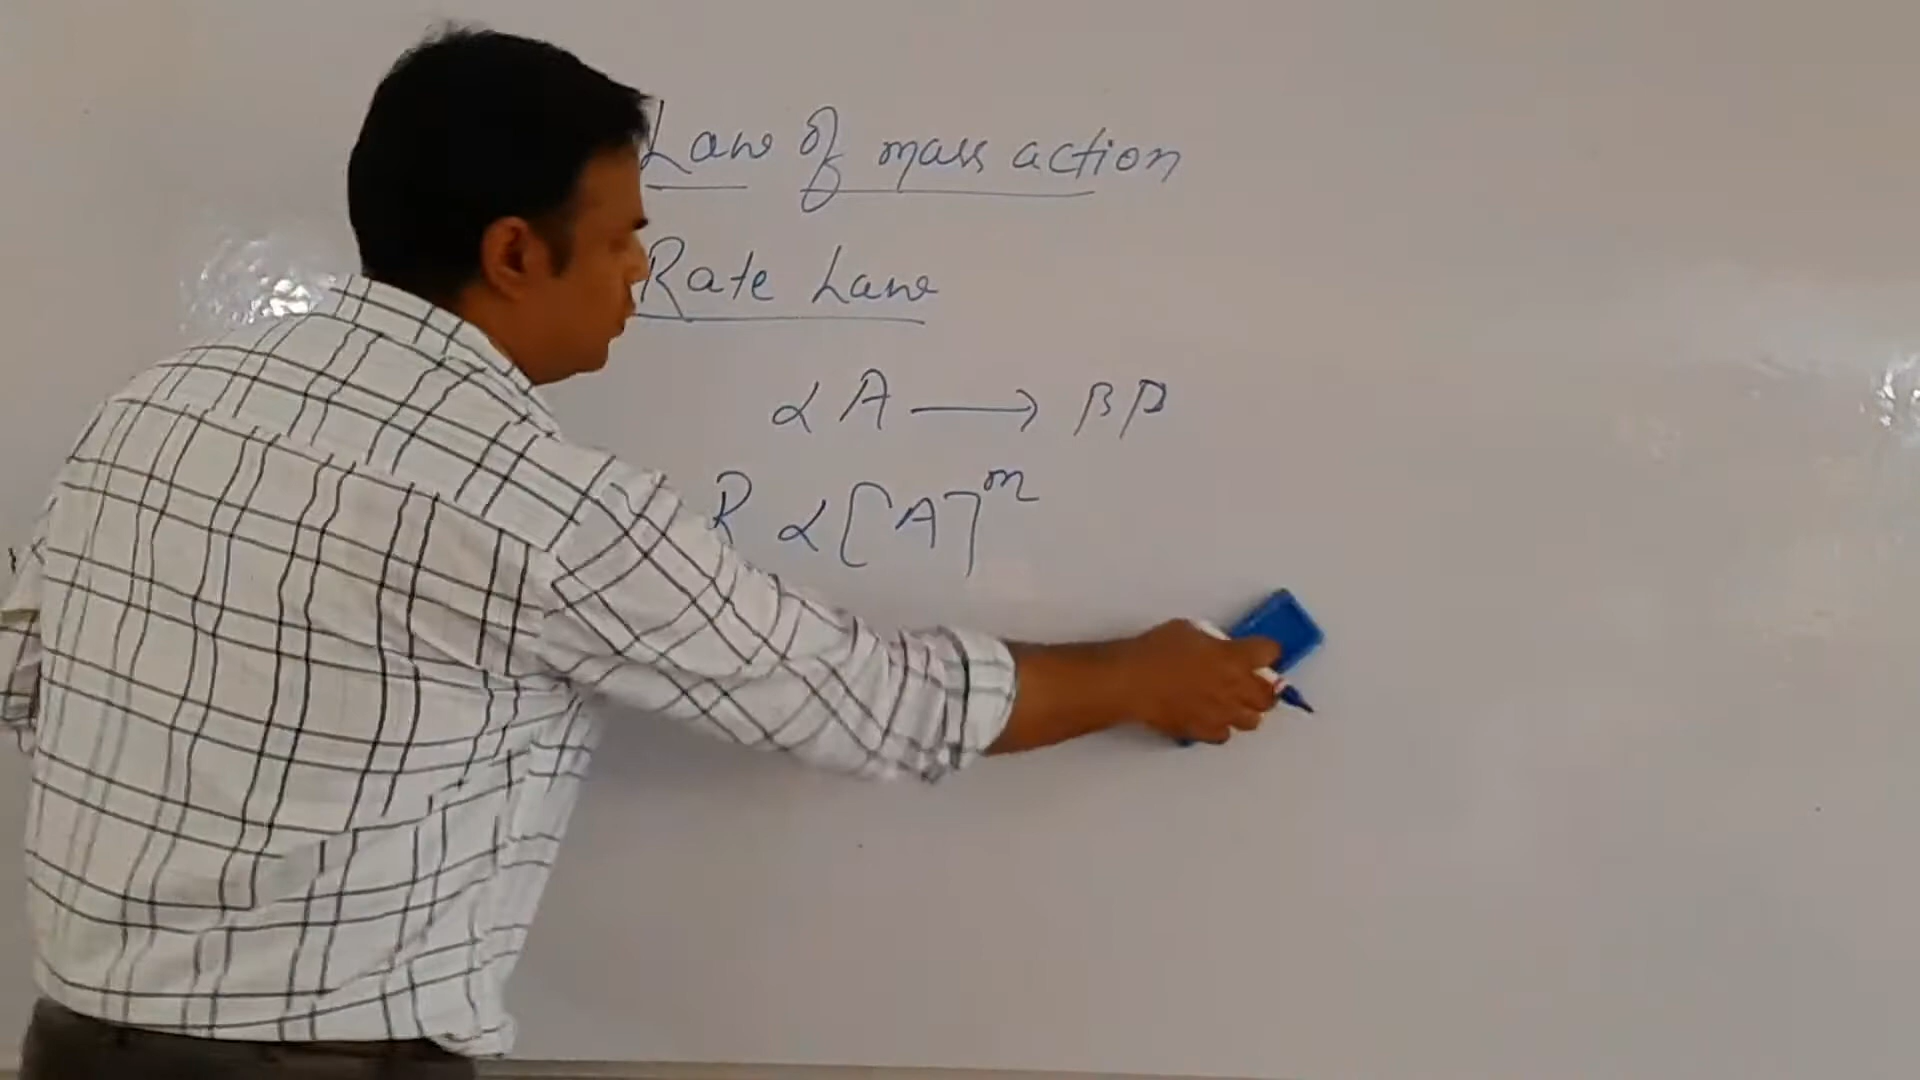 Law of mass action
Rate Law
α A ⟶ βP
R α [A]^m